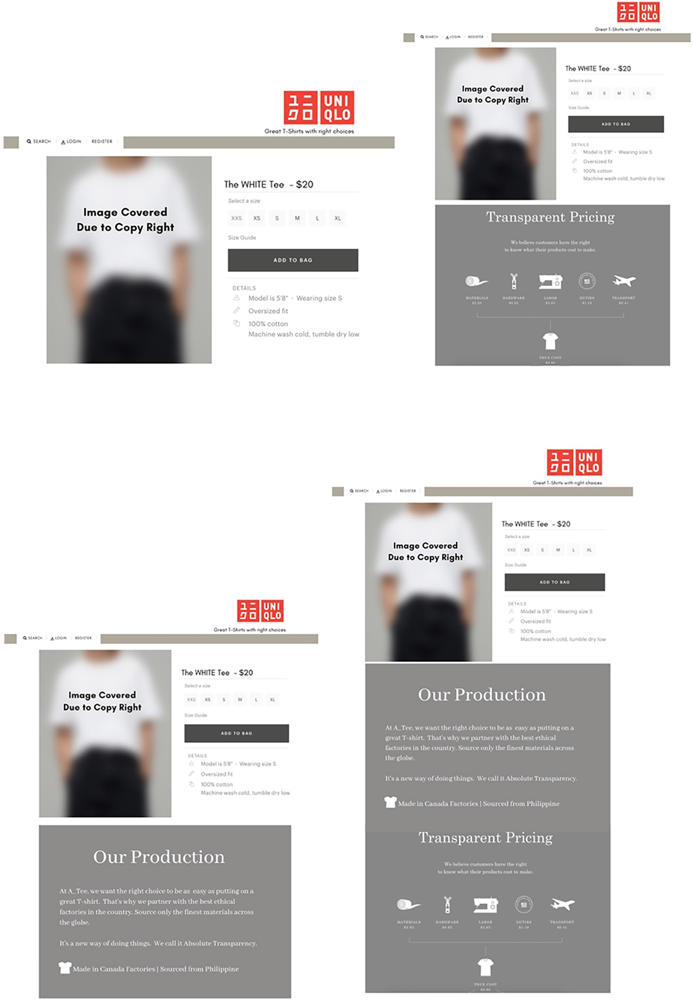 ユニ UNI
クロ QLO
Great T-Shirts with right choices
SEARCH LOGIN REGISTER
Image Covered
Due to Copy Right
The WHITE Tee - $20
Select a size
XXS XS S M L XL
Size Guide
ADD TO BAG
DETAILS
Model is 5'8" · Wearing size S
Oversized fit
100% cotton
Machine wash cold, tumble dry low
ユニ UNI
クロ QLO
Great T-Shirts with right choices
SEARCH LOGIN REGISTER
Image Covered
Due to Copy Right
The WHITE Tee - $20
Select a size
XXS XS S M L XL
Size Guide
ADD TO BAG
DETAILS
Model is 5'8" · Wearing size S
Oversized fit
100% cotton
Machine wash cold, tumble dry low
Transparent Pricing
We believe customers have the right
to know what their products cost to make.
MATERIALS HARDWARE LABOR DUTIES TRANSPORT
TRUE COST
ユニ UNI
クロ QLO
Great T-Shirts with right choices
SEARCH LOGIN REGISTER
Image Covered
Due to Copy Right
The WHITE Tee - $20
Select a size
XXS XS S M L XL
Size Guide
ADD TO BAG
DETAILS
Model is 5'8" · Wearing size S
Oversized fit
100% cotton
Machine wash cold, tumble dry low
Our Production
At A_Tee, we want the right choice to be as easy as putting on a
great T-shirt. That's why we partner with the best ethical
factories in the country. Source only the finest materials across
the globe.
It's a new way of doing things. We call it Absolute Transparency.
Made in Canada Factories | Sourced from Philippine
ユニ UNI
クロ QLO
Great T-Shirts with right choices
SEARCH LOGIN REGISTER
Image Covered
Due to Copy Right
The WHITE Tee - $20
Select a size
XXS XS S M L XL
Size Guide
ADD TO BAG
DETAILS
Model is 5'8" · Wearing size S
Oversized fit
100% cotton
Machine wash cold, tumble dry low
Our Production
At A_Tee, we want the right choice to be as easy as putting on a
great T-shirt. That's why we partner with the best ethical
factories in the country. Source only the finest materials across
the globe.
It's a new way of doing things. We call it Absolute Transparency.
Made in Canada Factories | Sourced from Philippine
Transparent Pricing
We believe customers have the right
to know what their products cost to make.
MATERIALS HARDWARE LABOR DUTIES TRANSPORT
TRUE COST